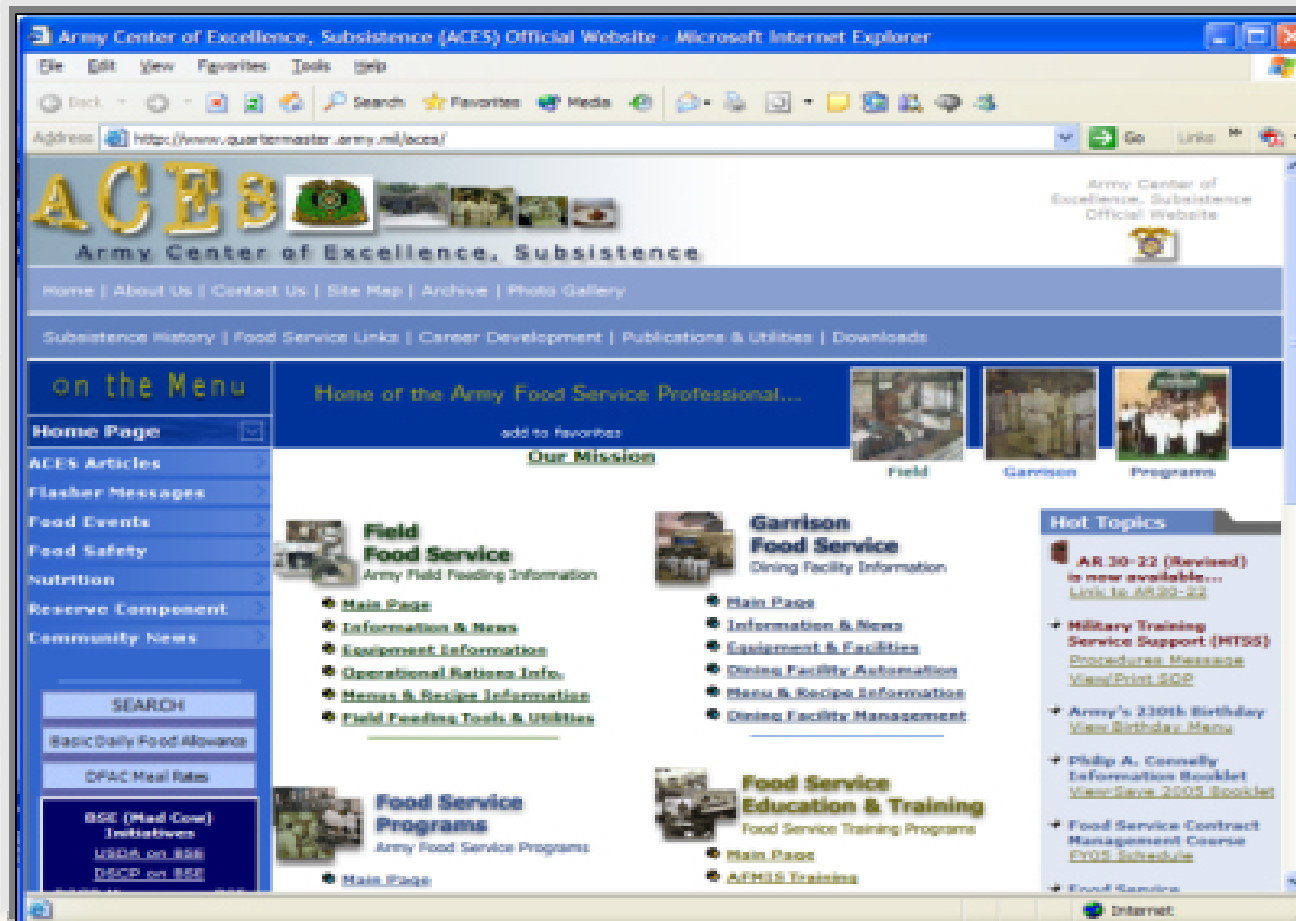 Army Center of Excellence, Subsistence (ACES) Official Website - Microsoft Internet Explorer
File Edit View Favorites Tools Help
Back Search Favorites Media
Address http://www.quartermaster.army.mil/aces/ Go Links »
ACES
Army Center of Excellence, Subsistence
Army Center of
Excellence, Subsistence
Official Website
Home | About Us | Contact Us | Site Map | Archive | Photo Gallery
Subsistence History | Food Service Links | Career Development | Publications & Utilities | Downloads
on the Menu
Home Page
ACES Articles
Flasher Messages
Food Events
Food Safety
Nutrition
Reserve Component
Community News
SEARCH
Basic Daily Food Allowance
DFAC Meal Rates
BSE (Mad Cow)
Initiatives
USDA on BSE
DSCP on BSE
Home of the Army Food Service Professional...
add to favorites
Our Mission
Field
Garrison
Programs
Field
Food Service
Army Field Feeding Information
Main Page
Information & News
Equipment Information
Operational Rations Info.
Menus & Recipe Information
Field Feeding Tools & Utilities
Garrison
Food Service
Dining Facility Information
Main Page
Information & News
Equipment & Facilities
Dining Facility Automation
Menu & Recipe Information
Dining Facility Management
Food Service
Programs
Army Food Service Programs
Main Page
Food Service
Education & Training
Food Service Training Programs
Main Page
AFMIS Training
Hot Topics
AR 30-22 (Revised)
is now available...
Link to AR30-22
Military Training
Service Support (MTSS)
Procedures Message
View/Print SOP
Army's 230th Birthday
View Birthday Menu
Philip A. Connelly
Information Booklet
View-Save 2005 Booklet
Food Service Contract
Management Course
FY05 Schedule
Food Service
Internet